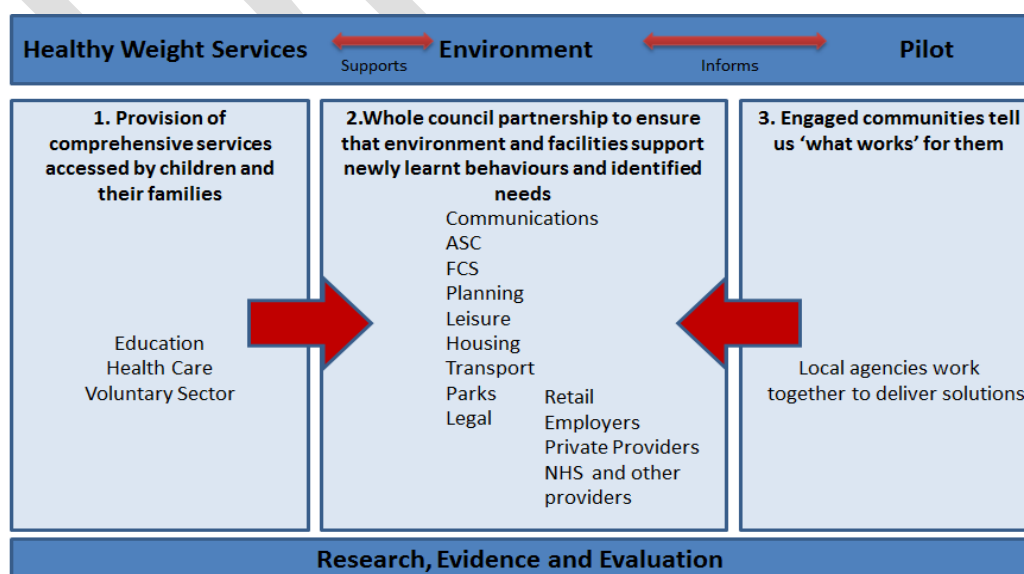 Healthy Weight Services
Supports
Environment
Informs
Pilot
1. Provision of
comprehensive services
accessed by children and
their families
Education
Health Care
Voluntary Sector
2.Whole council partnership to ensure
that environment and facilities support
newly learnt behaviours and identified
needs
Communications
ASC
FCS
Planning
Leisure
Housing
Transport
Parks
Legal
Retail
Employers
Private Providers
NHS and other
providers
3. Engaged communities tell
us ‘what works’ for them
Local agencies work
together to deliver solutions
Research, Evidence and Evaluation